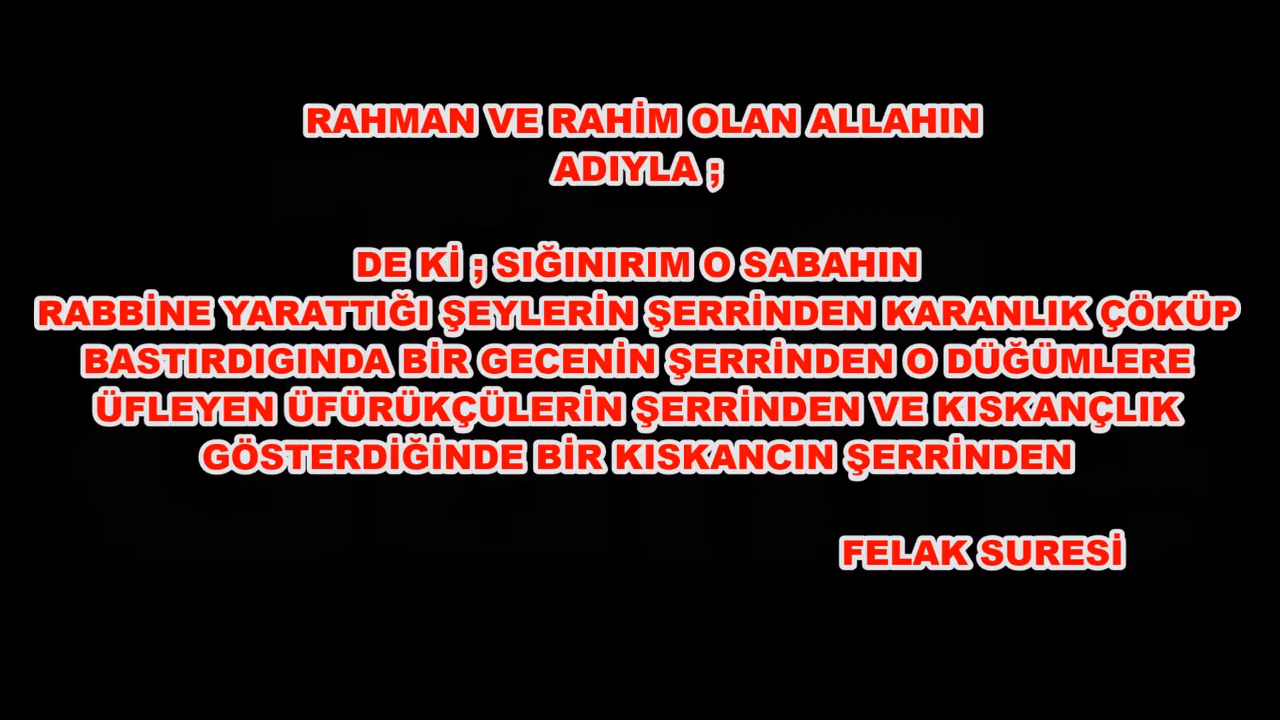 RAHMAN VE RAHİM OLAN ALLAHIN
ADIYLA ;
DE Kİ ; SIĞINIRIM O SABAHIN
RABBİNE YARATTIĞI ŞEYLERİN ŞERRİNDEN KARANLIK ÇÖKÜP
BASTIRDIGINDA BİR GECENİN ŞERRİNDEN O DÜĞÜMLERE
ÜFLEYEN ÜFÜRÜKÇÜLERİN ŞERRİNDEN VE KISKANÇLIK
GÖSTERDİĞİNDE BİR KISKANCIN ŞERRİNDEN
FELAK SURESİ